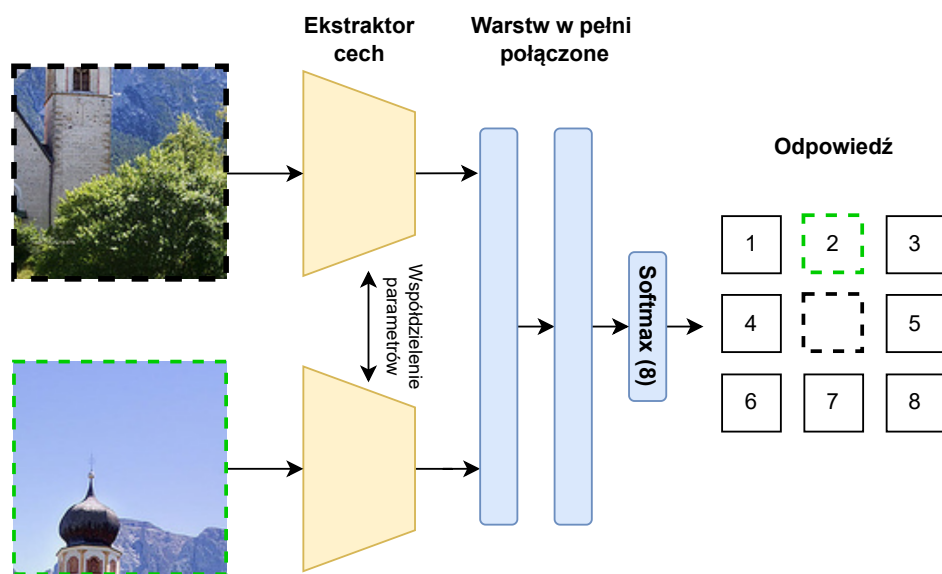 Ekstraktor
cech
Warstw w pełni
połączone
Odpowiedź
Współdzielenie
parametrów
Softmax (8)
1 2 3
4 5
6 7 8